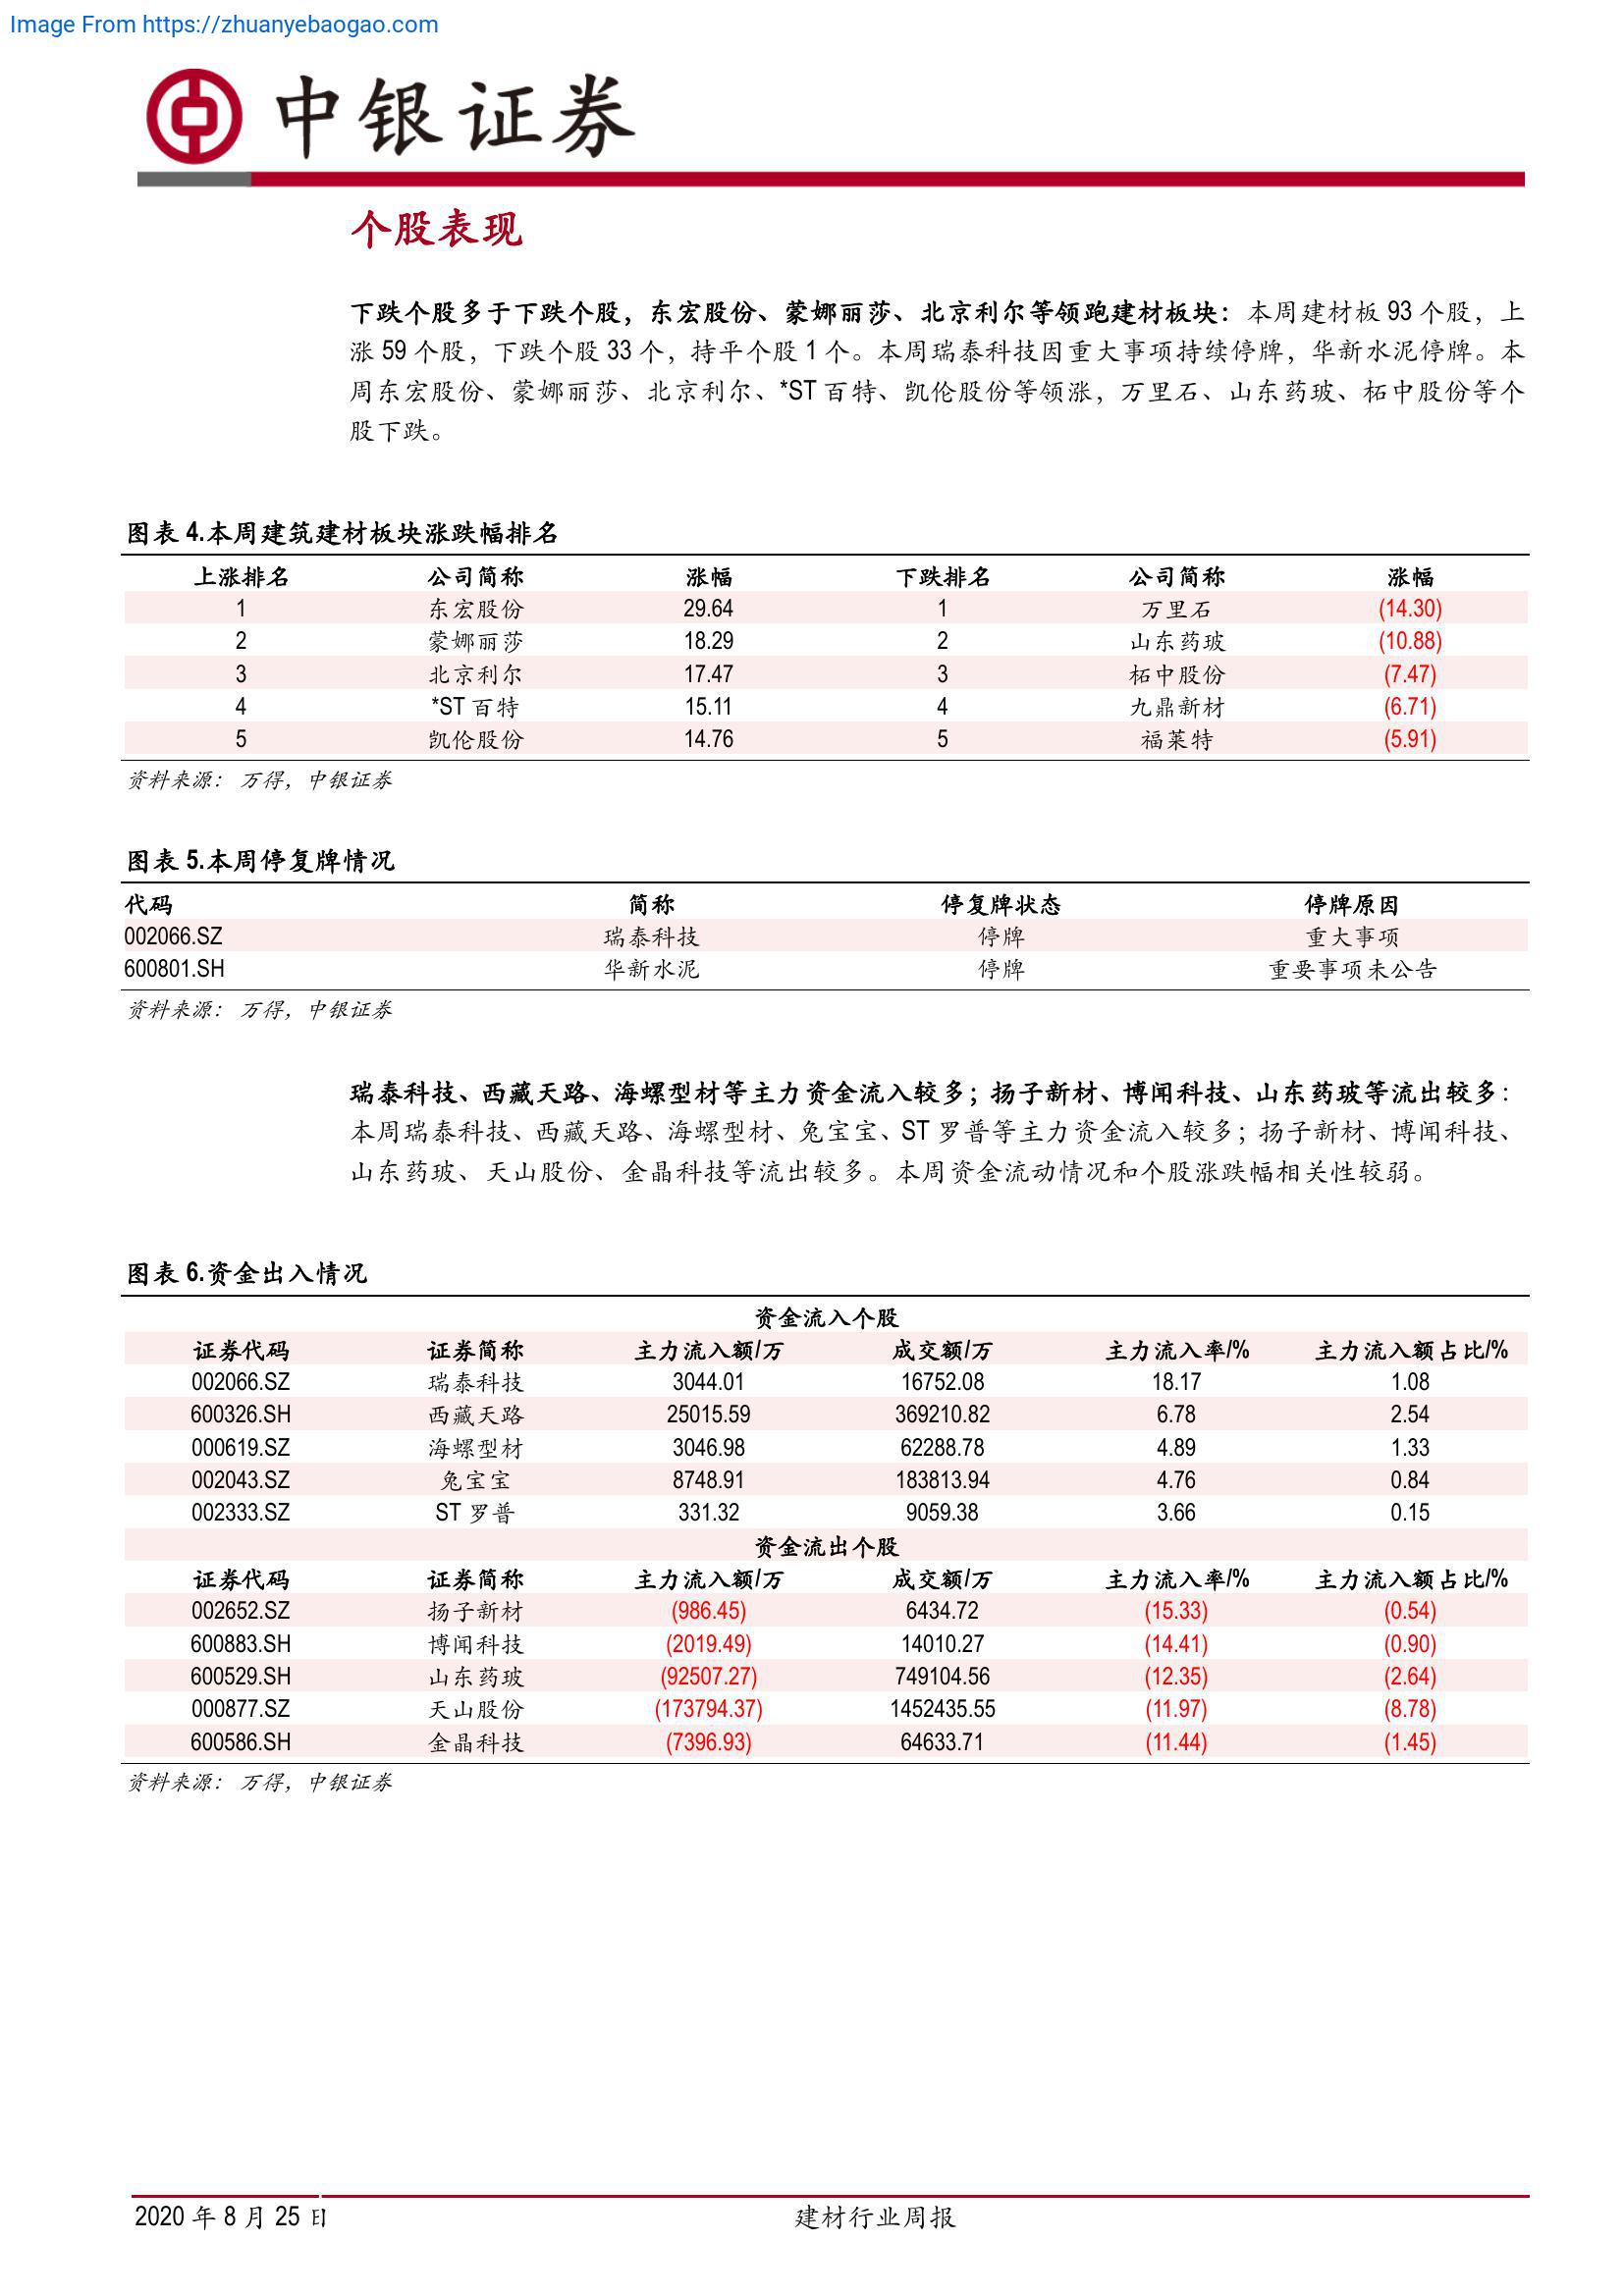 Image From https://zhuanyebaogao.com
中银证券
个股表现
下跌个股多于下跌个股，东宏股份、蒙娜丽莎、北京利尔等领跑建材板块：本周建材板 93 个股，上
涨 59 个股，下跌个股 33 个，持平个股 1 个。本周瑞泰科技因重大事项持续停牌，华新水泥停牌。本
周东宏股份、蒙娜丽莎、北京利尔、*ST 百特、凯伦股份等领涨，万里石、山东药玻、柘中股份等个
股下跌。
图表 4.本周建筑建材板块涨跌幅排名
上涨排名 公司简称 涨幅 下跌排名 公司简称 涨幅
1 东宏股份 29.64 1 万里石 (14.30)
2 蒙娜丽莎 18.29 2 山东药玻 (10.88)
3 北京利尔 17.47 3 柘中股份 (7.47)
4 *ST 百特 15.11 4 九鼎新材 (6.71)
5 凯伦股份 14.76 5 福莱特 (5.91)
资料来源：万得，中银证券
图表 5.本周停复牌情况
代码 简称 停复牌状态 停牌原因
002066.SZ 瑞泰科技 停牌 重大事项
600801.SH 华新水泥 停牌 重要事项未公告
资料来源：万得，中银证券
瑞泰科技、西藏天路、海螺型材等主力资金流入较多；扬子新材、博闻科技、山东药玻等流出较多：
本周瑞泰科技、西藏天路、海螺型材、兔宝宝、ST 罗普等主力资金流入较多；扬子新材、博闻科技、
山东药玻、天山股份、金晶科技等流出较多。本周资金流动情况和个股涨跌幅相关性较弱。
图表 6.资金出入情况
资金流入个股
证券代码 证券简称 主力流入额/万 成交额/万 主力流入率/% 主力流入额占比/%
002066.SZ 瑞泰科技 3044.01 16752.08 18.17 1.08
600326.SH 西藏天路 25015.59 369210.82 6.78 2.54
000619.SZ 海螺型材 3046.98 62288.78 4.89 1.33
002043.SZ 兔宝宝 8748.91 183813.94 4.76 0.84
002333.SZ ST 罗普 331.32 9059.38 3.66 0.15
资金流出个股
证券代码 证券简称 主力流入额/万 成交额/万 主力流入率/% 主力流入额占比/%
002652.SZ 扬子新材 (986.45) 6434.72 (15.33) (0.54)
600883.SH 博闻科技 (2019.49) 14010.27 (14.41) (0.90)
600529.SH 山东药玻 (92507.27) 749104.56 (12.35) (2.64)
000877.SZ 天山股份 (173794.37) 1452435.55 (11.97) (8.78)
600586.SH 金晶科技 (7396.93) 64633.71 (11.44) (1.45)
资料来源：万得，中银证券
2020 年 8 月 25 日 建材行业周报